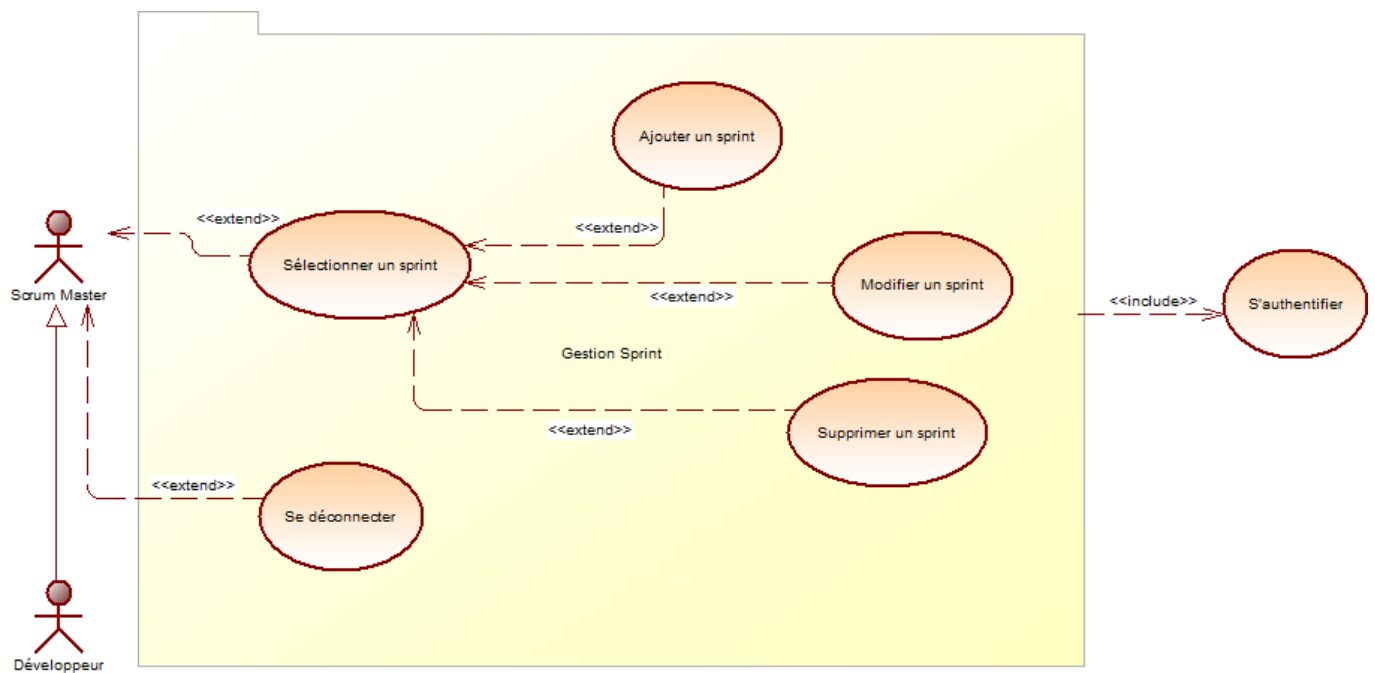 Ajouter un sprint
<<extend>>
<<extend>>
Sélectionner un sprint
Modifier un sprint
<<extend>>
Scrum Master
<<include>>
S'authentifier
Gestion Sprint
<<extend>>
Supprimer un sprint
<<extend>>
Se déconnecter
Développeur